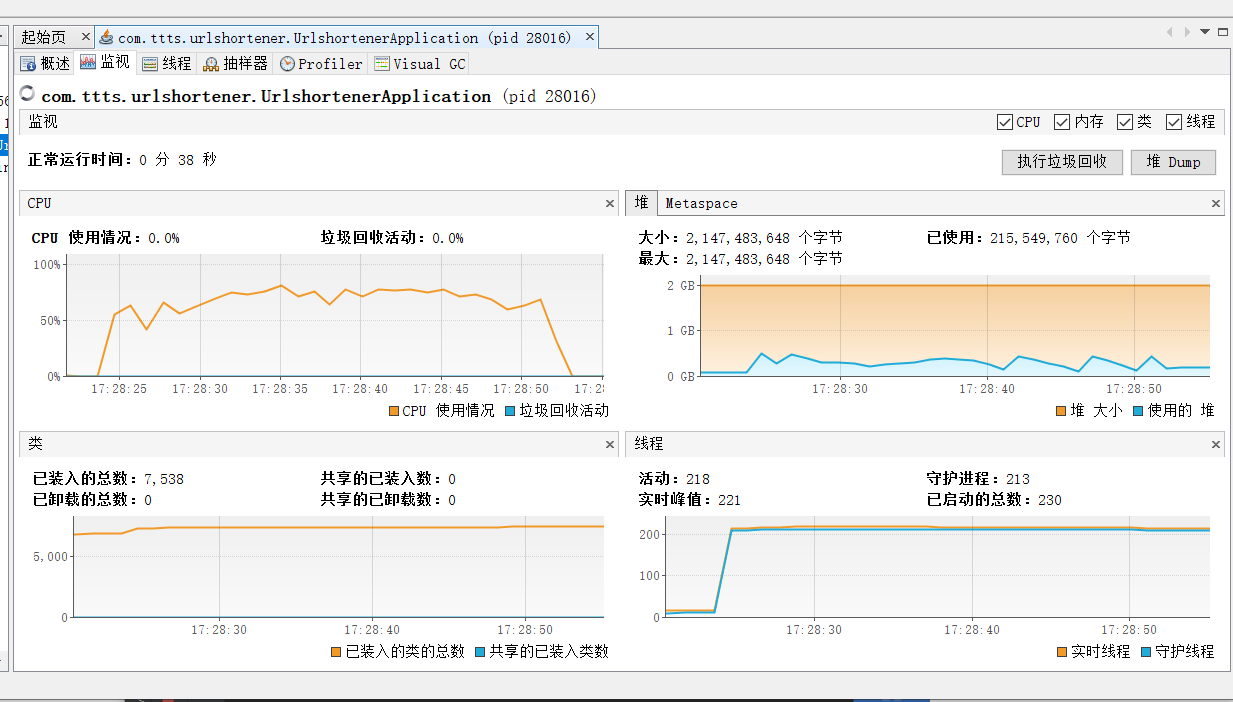 起始页 × com.ttts.urlshortener.UrlshortenerApplication (pid 28016) ×
概述 监视 线程 抽样器 Profiler Visual GC
com.ttts.urlshortener.UrlshortenerApplication (pid 28016)
监视 CPU 内存 类 线程
正常运行时间: 0 分 38 秒 执行垃圾回收 堆 Dump
CPU ×
CPU 使用情况: 0.0% 垃圾回收活动: 0.0%
100%
50%
0%
17:28:25 17:28:30 17:28:35 17:28:40 17:28:45 17:28:50 17:28
CPU 使用情况 垃圾回收活动
堆 Metaspace ×
大小: 2,147,483,648 个字节 已使用: 215,549,760 个字节
最大: 2,147,483,648 个字节
2 GB
1 GB
0 GB
17:28:30 17:28:40 17:28:50
堆 大小 使用的 堆
类 ×
已装入的总数: 7,538 共享的已装入数: 0
已卸载的总数: 0 共享的已卸载数: 0
5,000
0
17:28:30 17:28:40 17:28:50
已装入的类的总数 共享的已装入类数
线程 ×
活动: 218 守护进程: 213
实时峰值: 221 已启动的总数: 230
200
100
0
17:28:30 17:28:40 17:28:50
实时线程 守护线程